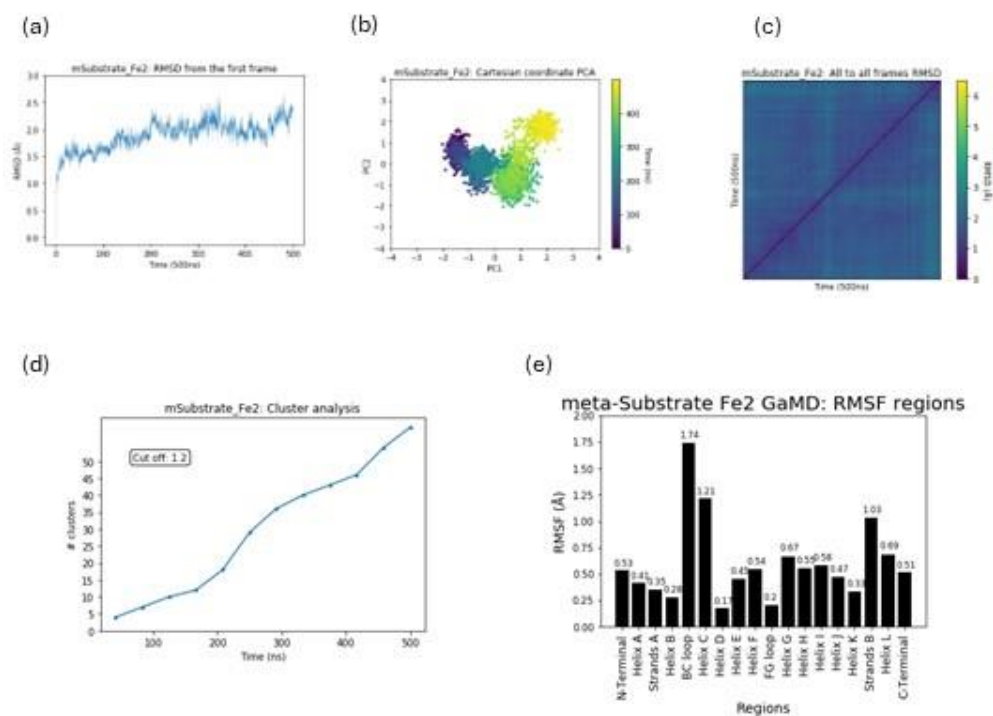 (a)
mSubstrate_Fe2: RMSD from the first frame
3.0
2.5
2.0
1.5
1.0
0.5
0.0
RMSD (Å)
0
100
200
300
400
500
Time (500ns)
(b)
mSubstrate_Fe2: Cartesian coordinate PCA
4
3
2
1
0
−1
−2
−3
−4
PC2
−4
−3
−2
−1
0
1
2
3
4
PC1
400
300
200
100
0
Time (ns)
(c)
mSubstrate_Fe2: All to all frames RMSD
Time (500ns)
Time (500ns)
6
5
4
3
2
1
0
RMSD (Å)
(d)
mSubstrate_Fe2: Cluster analysis
Cut off: 1.2
50
45
40
35
30
25
20
15
10
5
0
# clusters
0
100
200
300
400
500
Time (ns)
(e)
meta-Substrate Fe2 GaMD: RMSF regions
2.00
1.75
1.50
1.25
1.00
0.75
0.50
0.25
0.00
RMSF (Å)
0.53
0.41
0.35
0.28
1.74
1.21
0.17
0.45
0.54
0.2
0.67
0.55
0.58
0.47
0.33
1.03
0.69
0.51
N-Terminal
Helix A
Strands A
Helix B
BC loop
Helix C
Helix D
Helix E
Helix F
FG loop
Helix G
Helix H
Helix I
Helix J
Helix K
Strands B
Helix L
C-Terminal
Regions